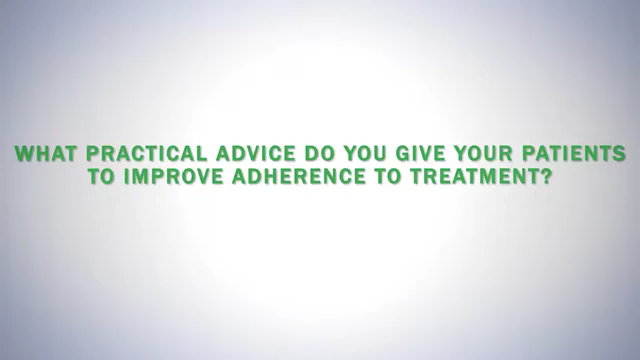 WHAT PRACTICAL ADVICE DO YOU GIVE YOUR PATIENTS
TO IMPROVE ADHERENCE TO TREATMENT?